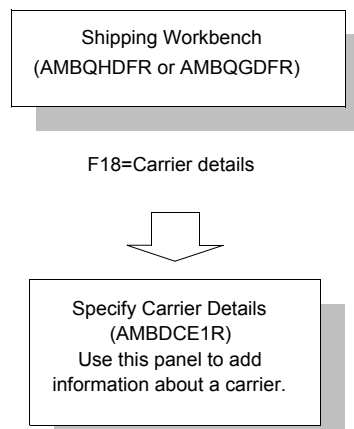 Shipping Workbench
(AMBQHDFR or AMBQGDFR)
F18=Carrier details
Specify Carrier Details
(AMBDCE1R)
Use this panel to add
information about a carrier.